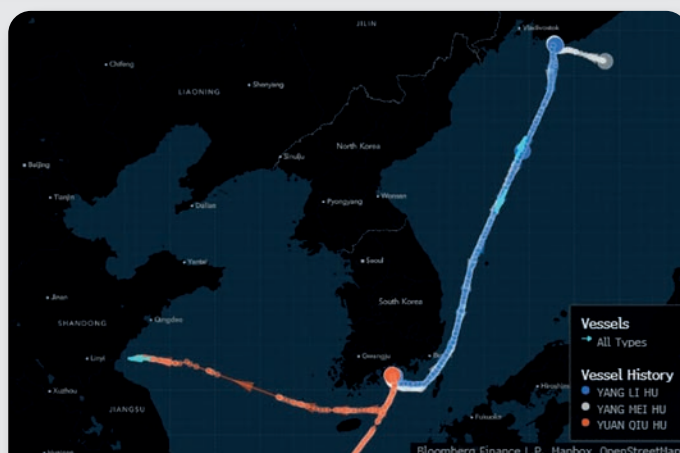 JILIN
Vladivostok
Chifeng
Shenyang
LIAONING
Beijing
Sinuiju
North Korea
Tianjin
Dalian
Pyongyang
Wonsan
Yantai
Seoul
Jinan
South Korea
SHANDONG
Qingdao
Linyi
Gwangju
Xuzhou
JIANGSU
Fukuoka
Vessels
All Types
Vessel History
YANG LI HU
YANG MEI HU
YUAN QIU HU
Bloomberg Finance L.P., Mapbox, OpenStreetMap